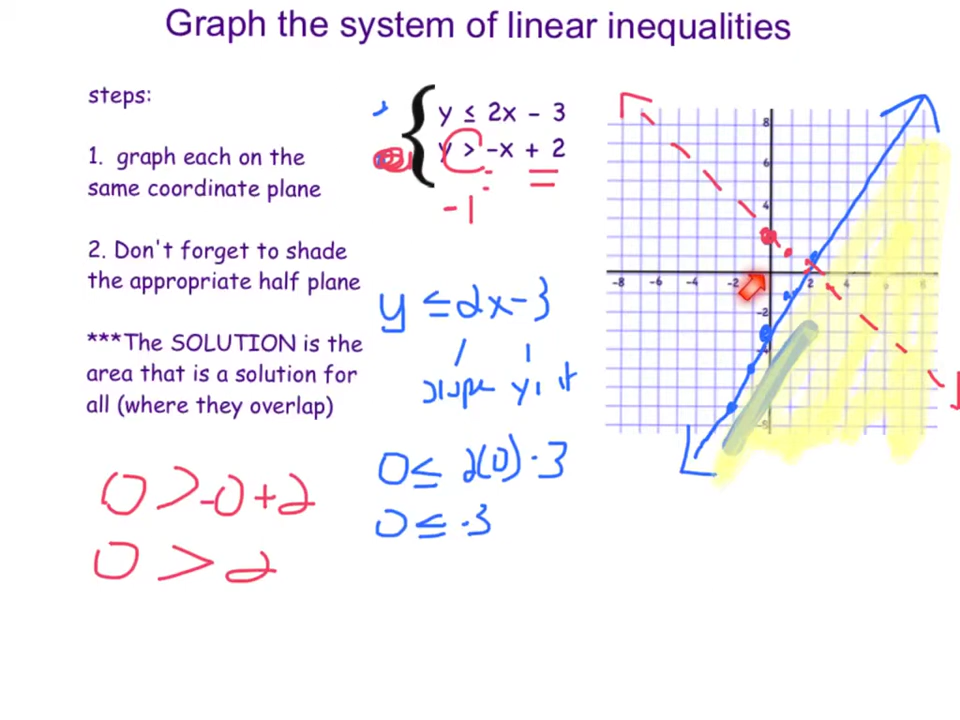 Graph the system of linear inequalities
steps:
1. graph each on the
same coordinate plane
2. Don't forget to shade
the appropriate half plane
***The SOLUTION is the
area that is a solution for
all (where they overlap)
y ≤ 2x - 3
y > -x + 2
-1
y ≤ 2x - 3
slope y int
0 ≤ 2(0) - 3
0 ≤ -3
0 > -0 + 2
0 > 2
8
6
4
-8 -6 -4 -2 2 4 6 8
-2
-4